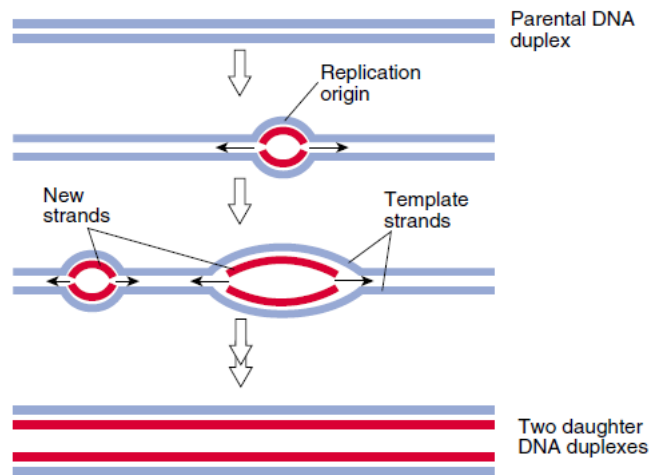 Parental DNA
duplex
Replication
origin
New
strands
Template
strands
Two daughter
DNA duplexes